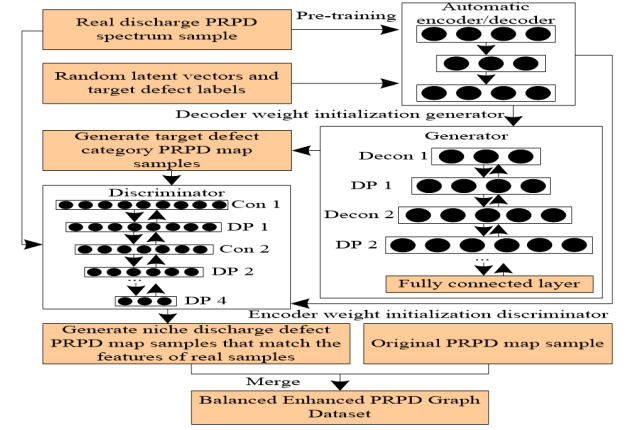 Real discharge PRPD
spectrum sample
Pre-training
Automatic
encoder/decoder
Random latent vectors and
target defect labels
Decoder weight initialization generator
Generate target defect
category PRPD map
samples
Generator
Decon 1
DP 1
Decon 2
DP 2
...
Fully connected layer
Discriminator
Con 1
DP 1
Con 2
DP 2
...
DP 4
Encoder weight initialization discriminator
Generate niche discharge defect
PRPD map samples that match the
features of real samples
Original PRPD map sample
Merge
Balanced Enhanced PRPD Graph
Dataset